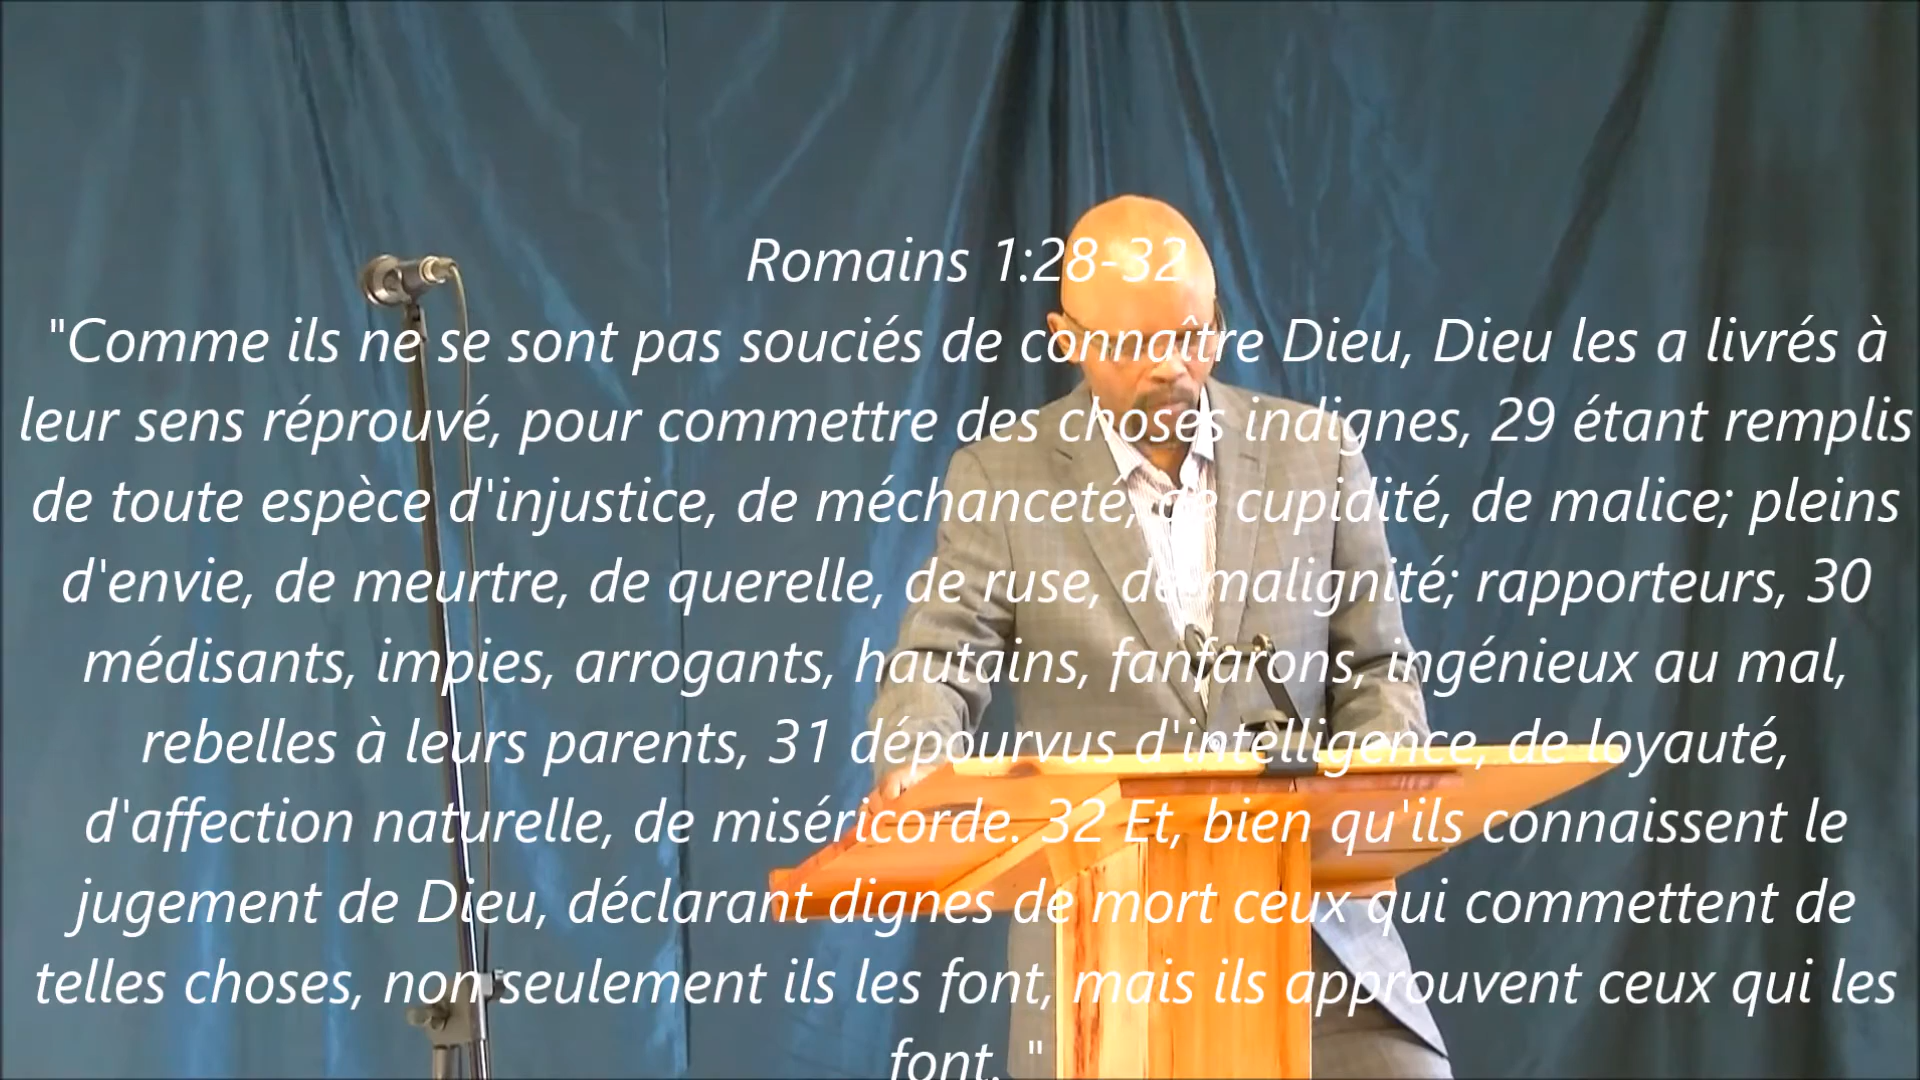 Romains 1:28-32
"Comme ils ne se sont pas souciés de connaître Dieu, Dieu les a livrés à
leur sens réprouvé, pour commettre des choses indignes, 29 étant remplis
de toute espèce d'injustice, de méchanceté, de cupidité, de malice; pleins
d'envie, de meurtre, de querelle, de ruse, de malignité; rapporteurs, 30
médisants, impies, arrogants, hautains, fanfarons, ingénieux au mal,
rebelles à leurs parents, 31 dépourvus d'intelligence, de loyauté,
d'affection naturelle, de miséricorde. 32 Et, bien qu'ils connaissent le
jugement de Dieu, déclarant dignes de mort ceux qui commettent de
telles choses, non seulement ils les font, mais ils approuvent ceux qui les
font. "